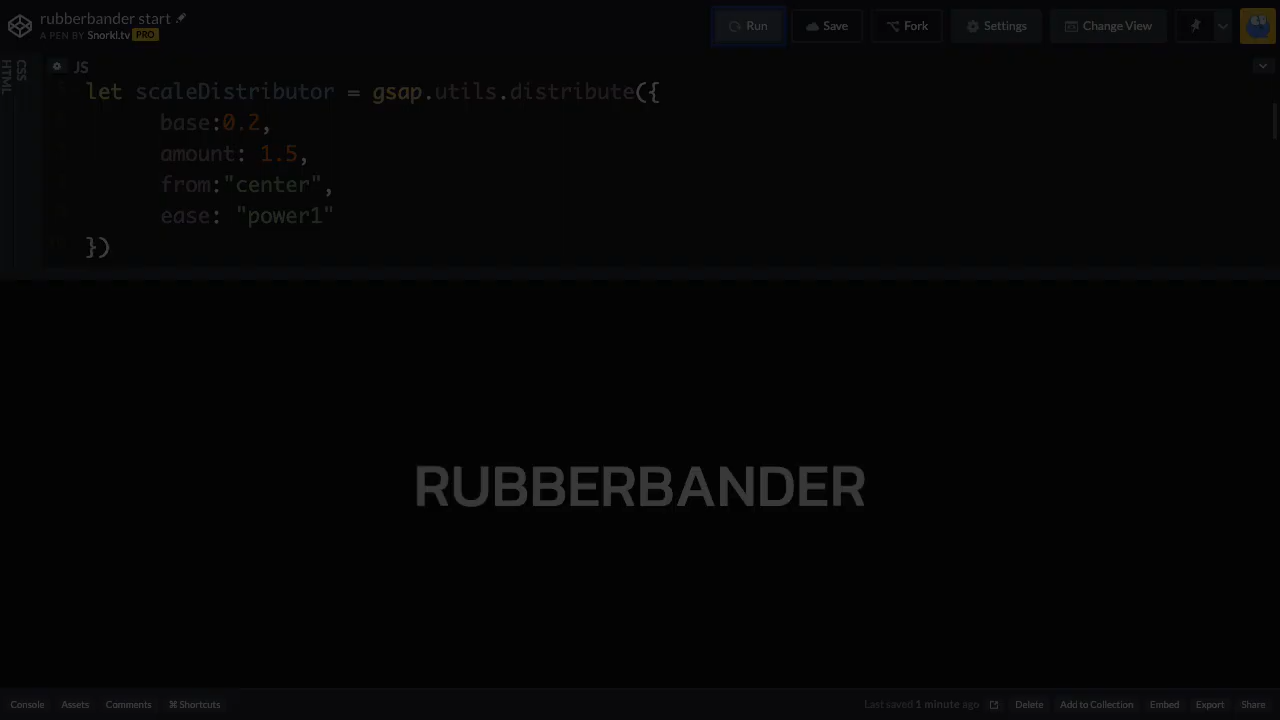 rubberbander start
A PEN BY Snorkl.tv PRO
Run
Save
Fork
Settings
Change View
HTML
CSS
JS
let scaleDistributor = gsap.utils.distribute({
base:0.2,
amount: 1.5,
from:"center",
ease: "power1"
})
RUBBERBANDER
Console
Assets
Comments
⌘ Shortcuts
Last saved 1 minute ago
Delete
Add to Collection
Embed
Export
Share